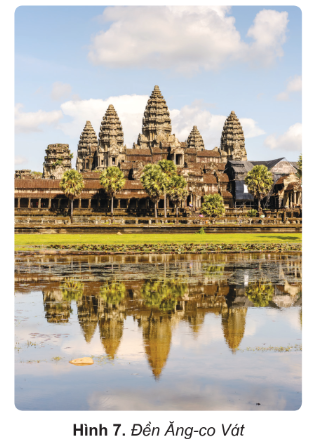 Hình 7. Đền Ăng-co Vát